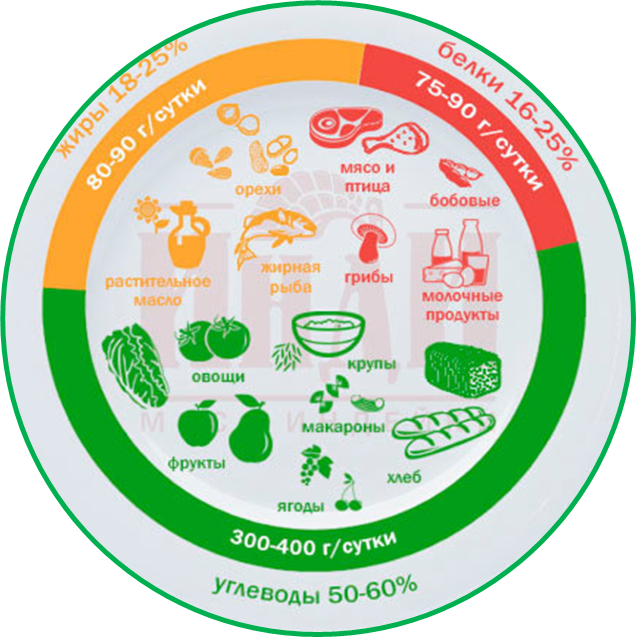 жиры 18-25%
80-90 г/сутки
белки 16-25%
75-90 г/сутки
орехи
мясо и
птица
бобовые
растительное
масло
жирная
рыба
грибы
молочные
продукты
овощи
крупы
макароны
фрукты
хлеб
ягоды
300-400 г/сутки
углеводы 50-60%